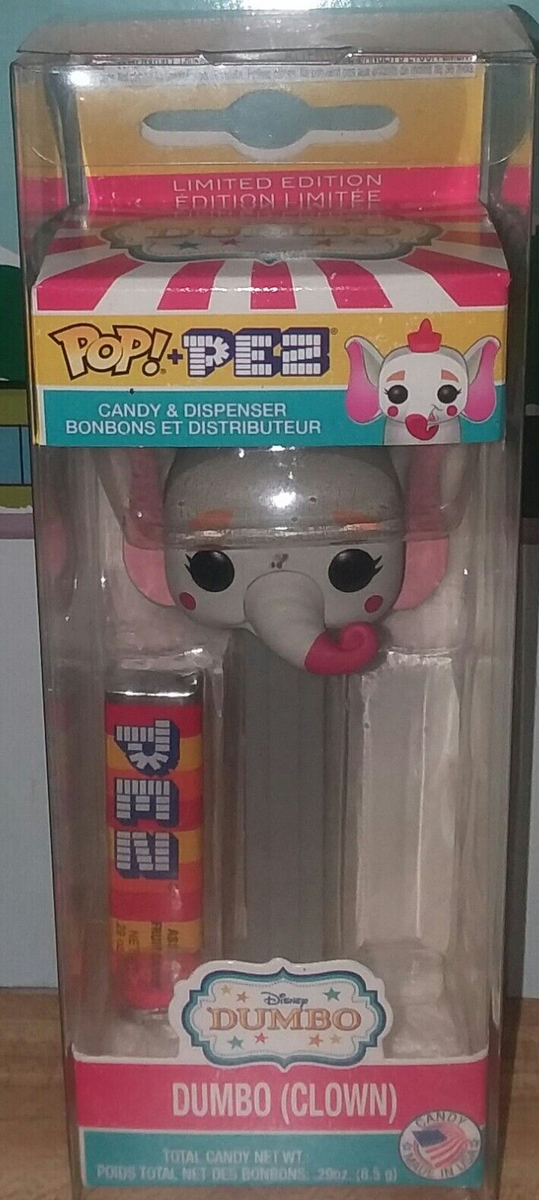 LIMITED EDITION
ÉDITION LIMITÉE
DUMBO
POP! + PEZ®
CANDY & DISPENSER
BONBONS ET DISTRIBUTEUR
PEZ
Disney
DUMBO
DUMBO (CLOWN)
CANDY
MADE IN USA
TOTAL CANDY NET WT.
POIDS TOTAL NET DES BONBONS. .29oz. (8.5 g)